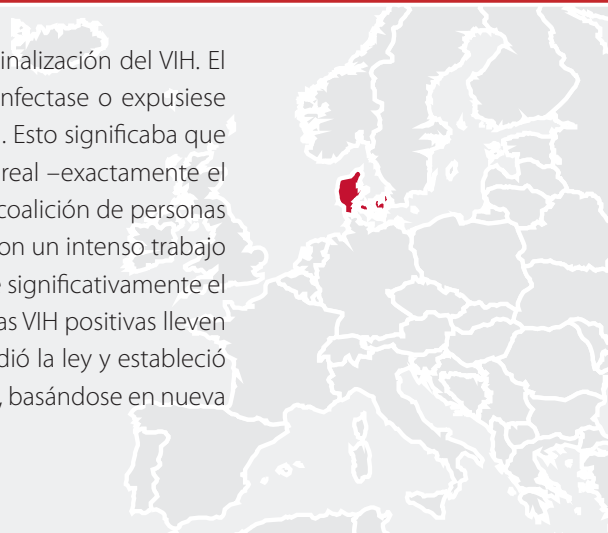 inalización del VIH. El
nfectase o expusiese
. Esto significaba que
real –exactamente el
coalición de personas
on un intenso trabajo
significativamente el
as VIH positivas lleven
dió la ley y estableció
, basándose en nueva